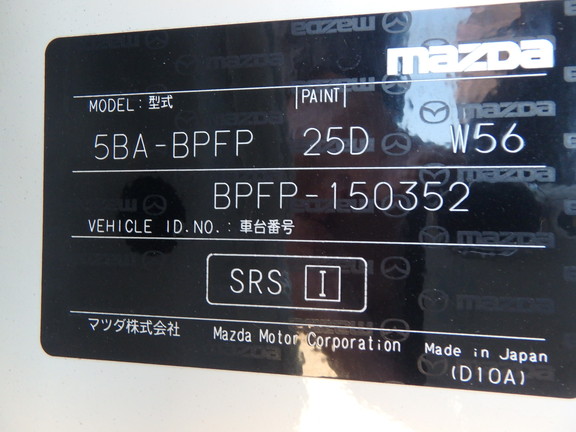 mazda
MODEL: 型式 |PAINT|
5BA-BPFP 25D W56
BPFP-150352
VEHICLE ID.NO.: 車台番号
SRS I
マツダ株式会社 Mazda Motor Corporation Made in Japan
(D10A)